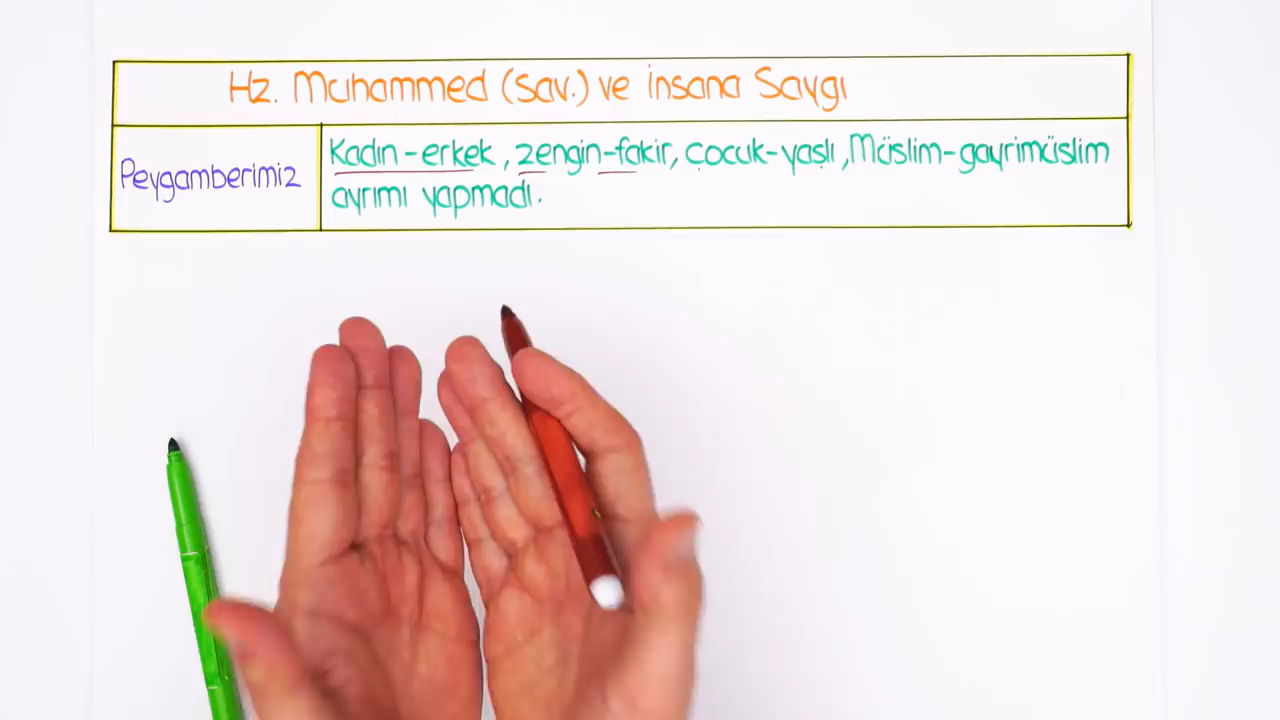 Hz. Muhammed (sav.) ve İnsana Saygı
Peygamberimiz
Kadın-erkek, zengin-fakir, çocuk-yaşlı, Müslim-gayrimüslim
ayrımı yapmadı.